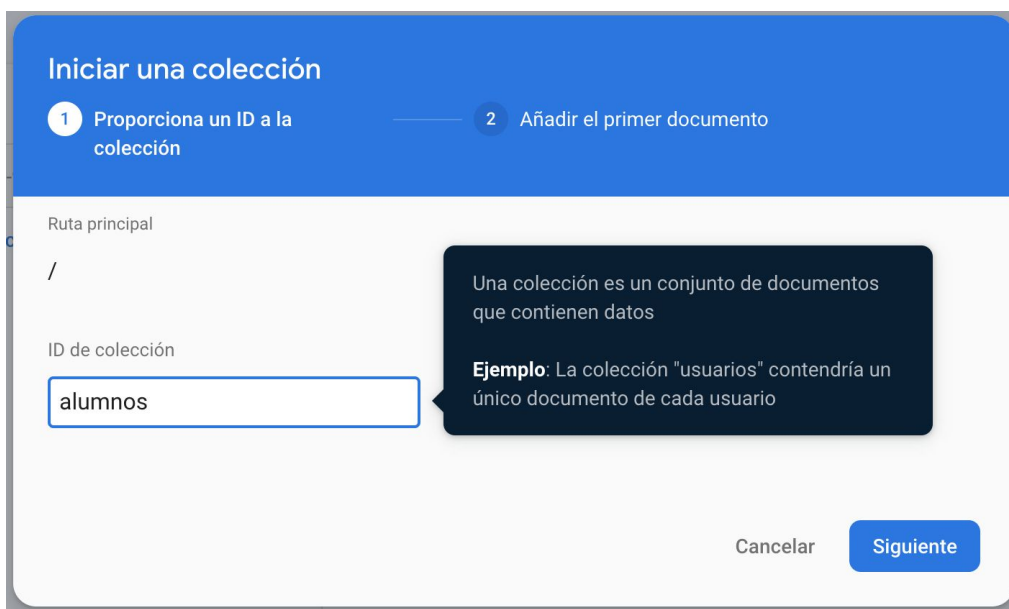 Iniciar una colección
1 Proporciona un ID a la
colección
2 Añadir el primer documento
Ruta principal
/
Una colección es un conjunto de documentos
que contienen datos
Ejemplo: La colección "usuarios" contendría un
único documento de cada usuario
ID de colección
alumnos
Cancelar
Siguiente